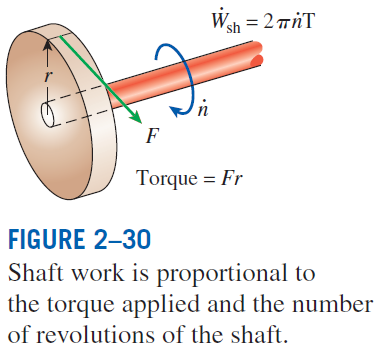 Ẇsh = 2πṅT
r
ṅ
F
Torque = Fr
FIGURE 2–30
Shaft work is proportional to
the torque applied and the number
of revolutions of the shaft.